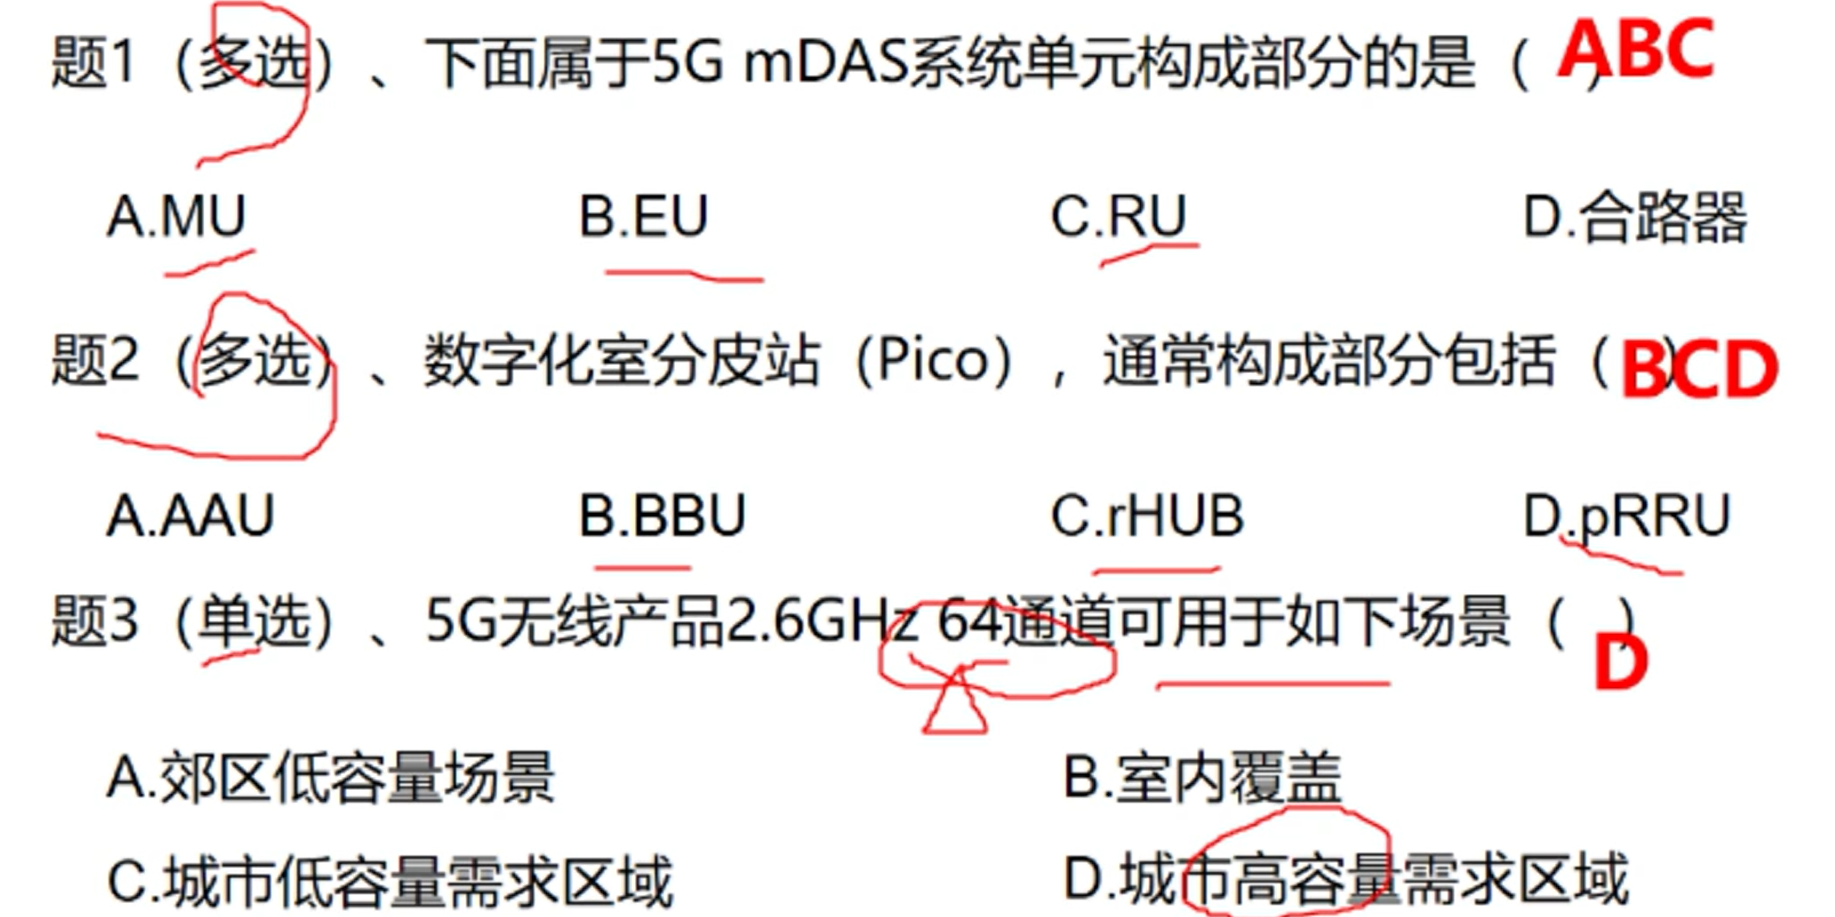 题1（多选）、下面属于5G mDAS系统单元构成部分的是（ ）ABC
A.MU B.EU C.RU D.合路器
题2（多选）、数字化室分皮站（Pico），通常构成部分包括（ ）BCD
A.AAU B.BBU C.rHUB D.pRRU
题3（单选）、5G无线产品2.6GHz 64通道可用于如下场景（ ）D
A.郊区低容量场景 B.室内覆盖
C.城市低容量需求区域 D.城市高容量需求区域